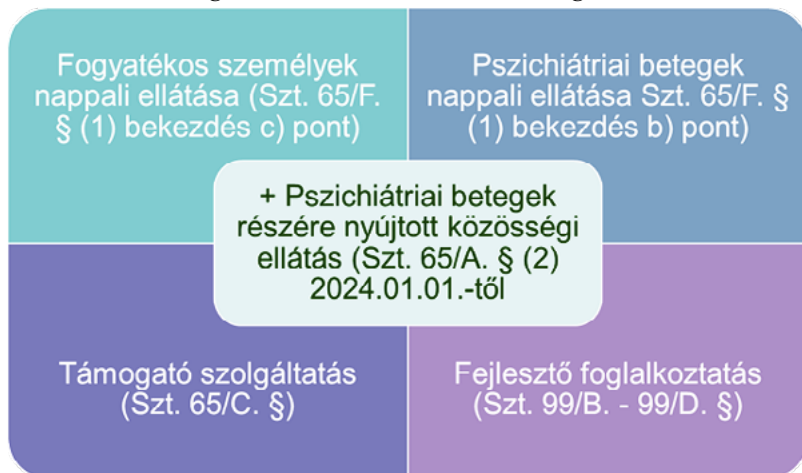 Fogyatékos személyek
nappali ellátása (Szt. 65/F.
§ (1) bekezdés c) pont)
Pszichiátriai betegek
nappali ellátása Szt. 65/F. §
(1) bekezdés b) pont)
+ Pszichiátriai betegek
részére nyújtott közösségi
ellátás (Szt. 65/A. § (2)
2024.01.01.-től
Támogató szolgáltatás
(Szt. 65/C. §)
Fejlesztő foglalkoztatás
(Szt. 99/B. - 99/D. §)